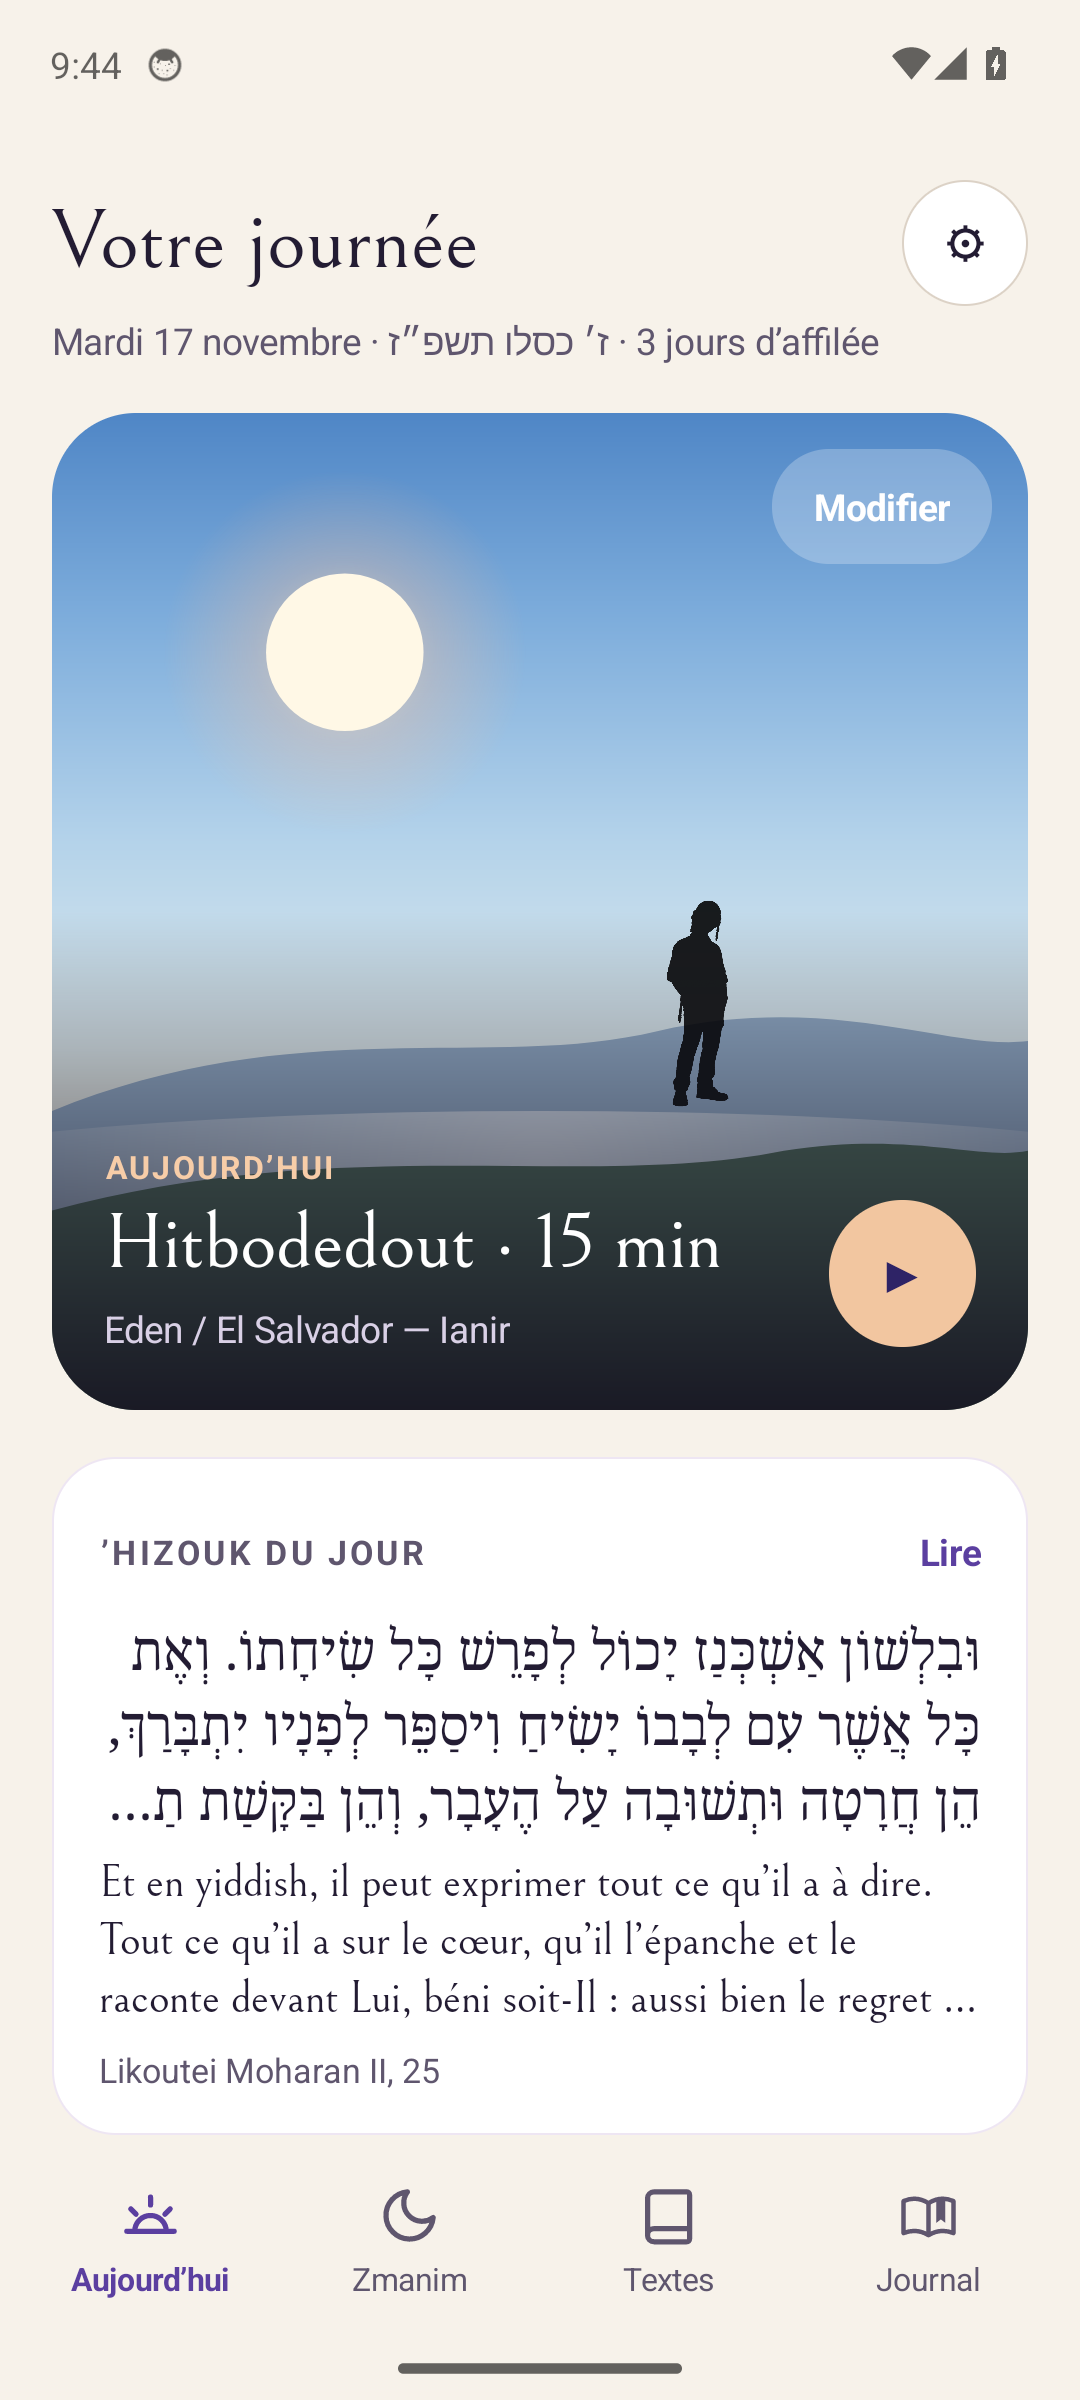 9:44
Votre journée
Mardi 17 novembre · ז׳ כסלו תשפ״ז · 3 jours d’affilée
Modifier
AUJOURD’HUI
Hitbodedout · 15 min
Eden / El Salvador — Ianir
’HIZOUK DU JOUR
Lire
וּבִלְשׁוֹן אַשְׁכְּנַז יָכוֹל לְפָרֵשׁ כָּל שִׂיחָתוֹ. וְאֶת
כָּל אֲשֶׁר עִם לְבָבוֹ יָשִׂיחַ וִיסַפֵּר לְפָנָיו יִתְבָּרַךְ,
הֵן חֲרָטָה וּתְשׁוּבָה עַל הֶעָבָר, וְהֵן בַּקָּשַׁת תַ...
Et en yiddish, il peut exprimer tout ce qu’il a à dire.
Tout ce qu’il a sur le cœur, qu’il l’épanche et le
raconte devant Lui, béni soit-Il : aussi bien le regret ...
Likoutei Moharan II, 25
Aujourd’hui
Zmanim
Textes
Journal